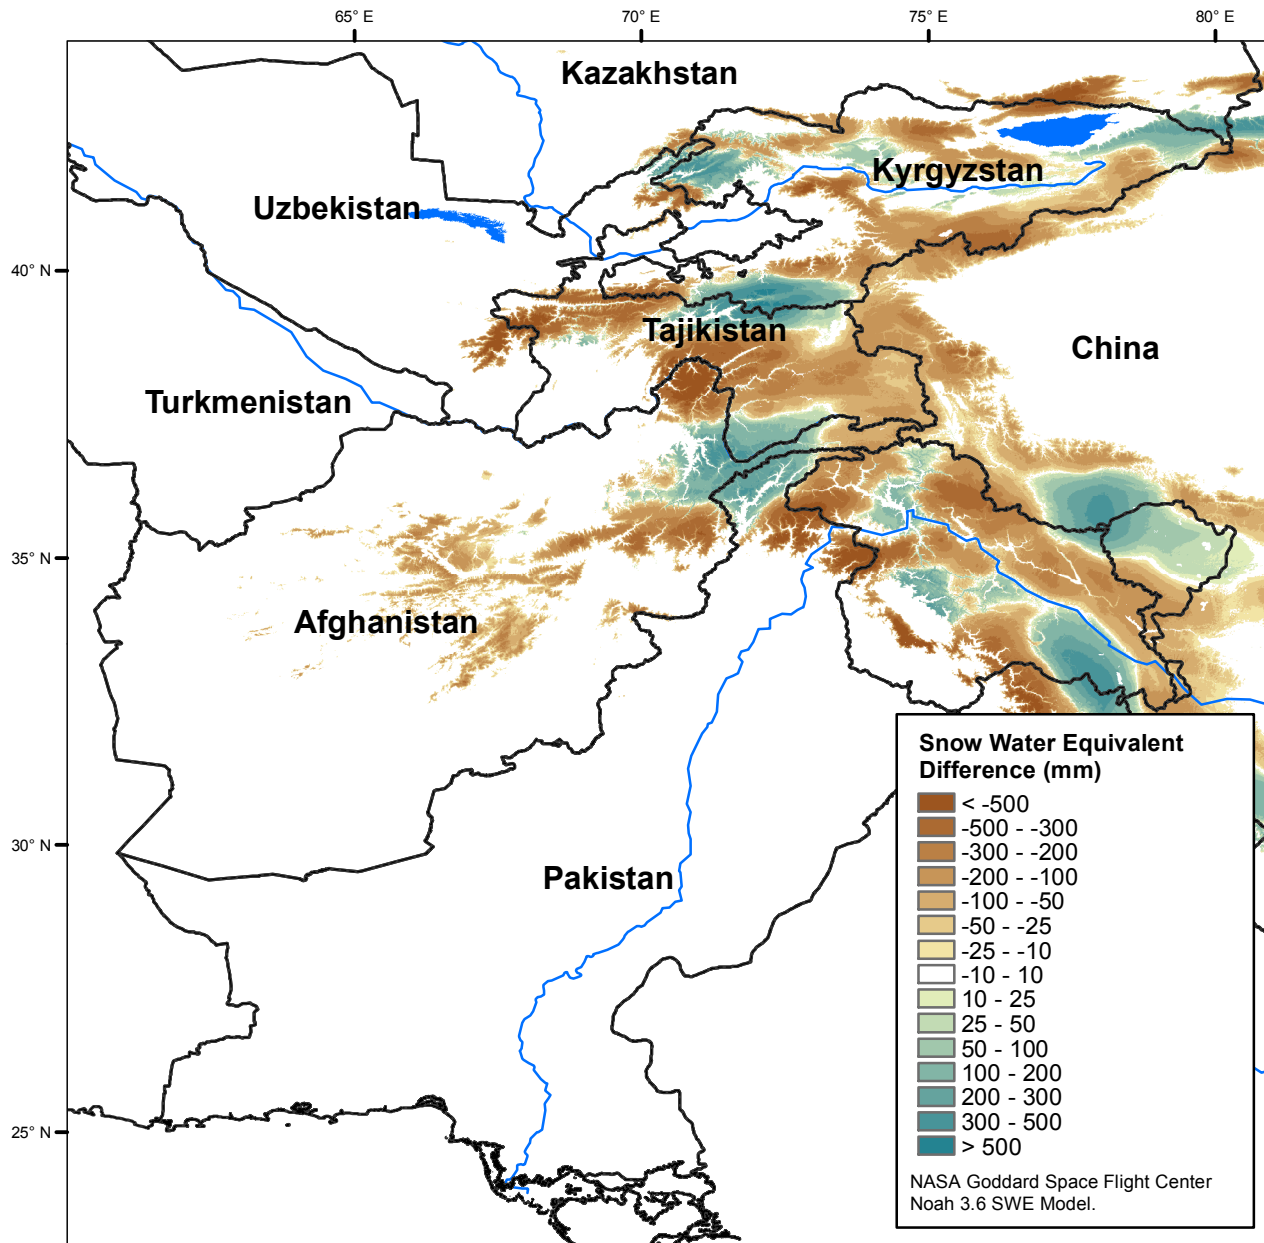 65° E
70° E
75° E
80° E
Kazakhstan
Kyrgyzstan
Uzbekistan
40° N
Tajikistan
China
Turkmenistan
35° N
Afghanistan
Snow Water Equivalent
Difference (mm)
< -500
-500 - -300
-300 - -200
-200 - -100
-100 - -50
-50 - -25
-25 - -10
-10 - 10
10 - 25
25 - 50
50 - 100
100 - 200
200 - 300
300 - 500
> 500
NASA Goddard Space Flight Center
Noah 3.6 SWE Model.
30° N
Pakistan
25° N